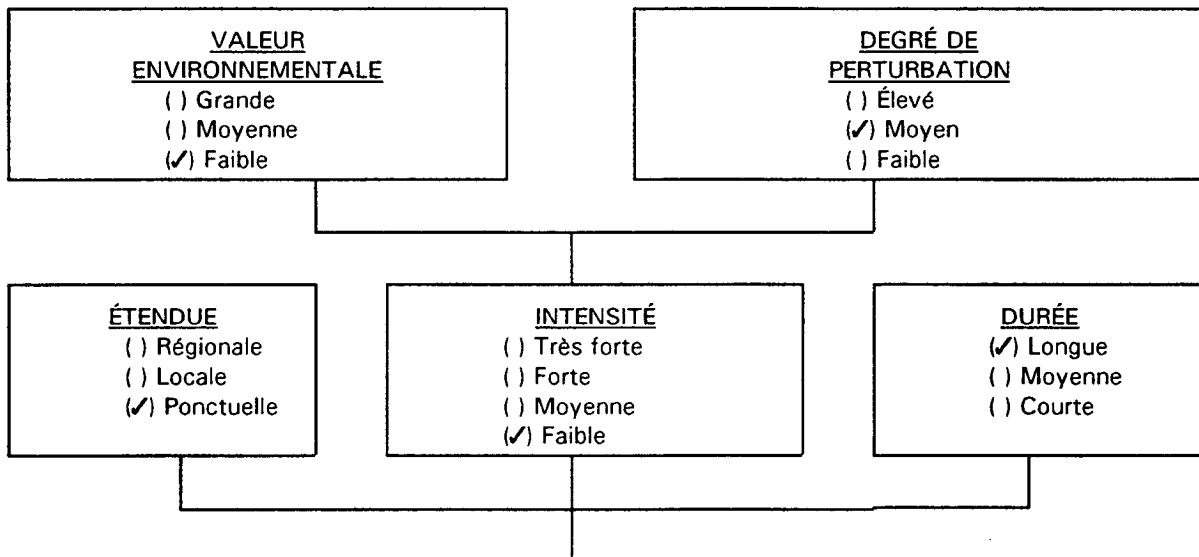 VALEUR
ENVIRONNEMENTALE
( ) Grande
( ) Moyenne
(✓) Faible
DEGRÉ DE
PERTURBATION
( ) Élevé
(✓) Moyen
( ) Faible
ÉTENDUE
( ) Régionale
( ) Locale
(✓) Ponctuelle
INTENSITÉ
( ) Très forte
( ) Forte
( ) Moyenne
(✓) Faible
DURÉE
(✓) Longue
( ) Moyenne
( ) Courte